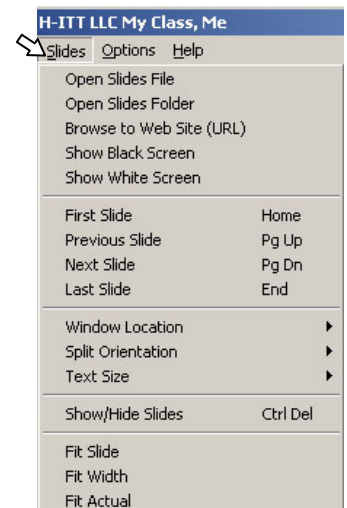 H-ITT LLC My Class, Me
Slides Options Help
Open Slides File
Open Slides Folder
Browse to Web Site (URL)
Show Black Screen
Show White Screen
First Slide Home
Previous Slide Pg Up
Next Slide Pg Dn
Last Slide End
Window Location
Split Orientation
Text Size
Show/Hide Slides Ctrl Del
Fit Slide
Fit Width
Fit Actual